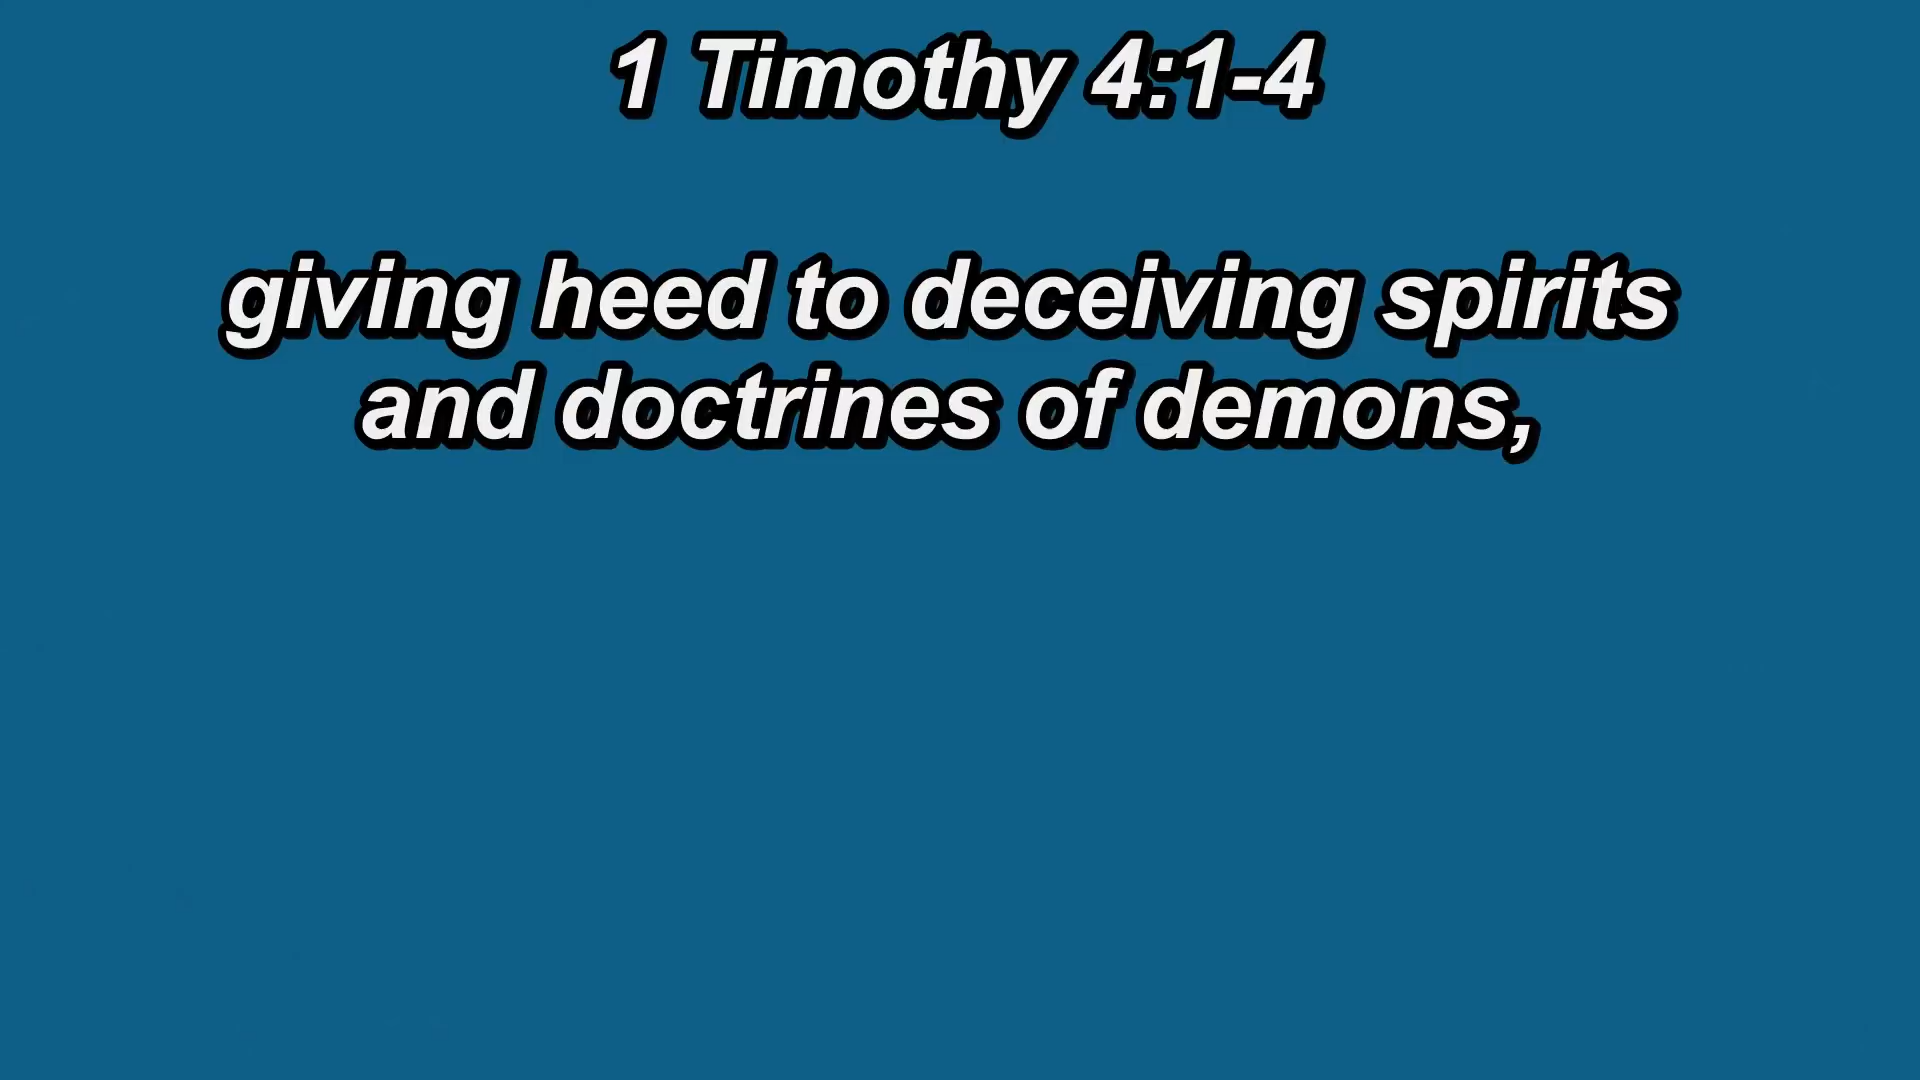 1 Timothy 4:1-4
giving heed to deceiving spirits
and doctrines of demons,